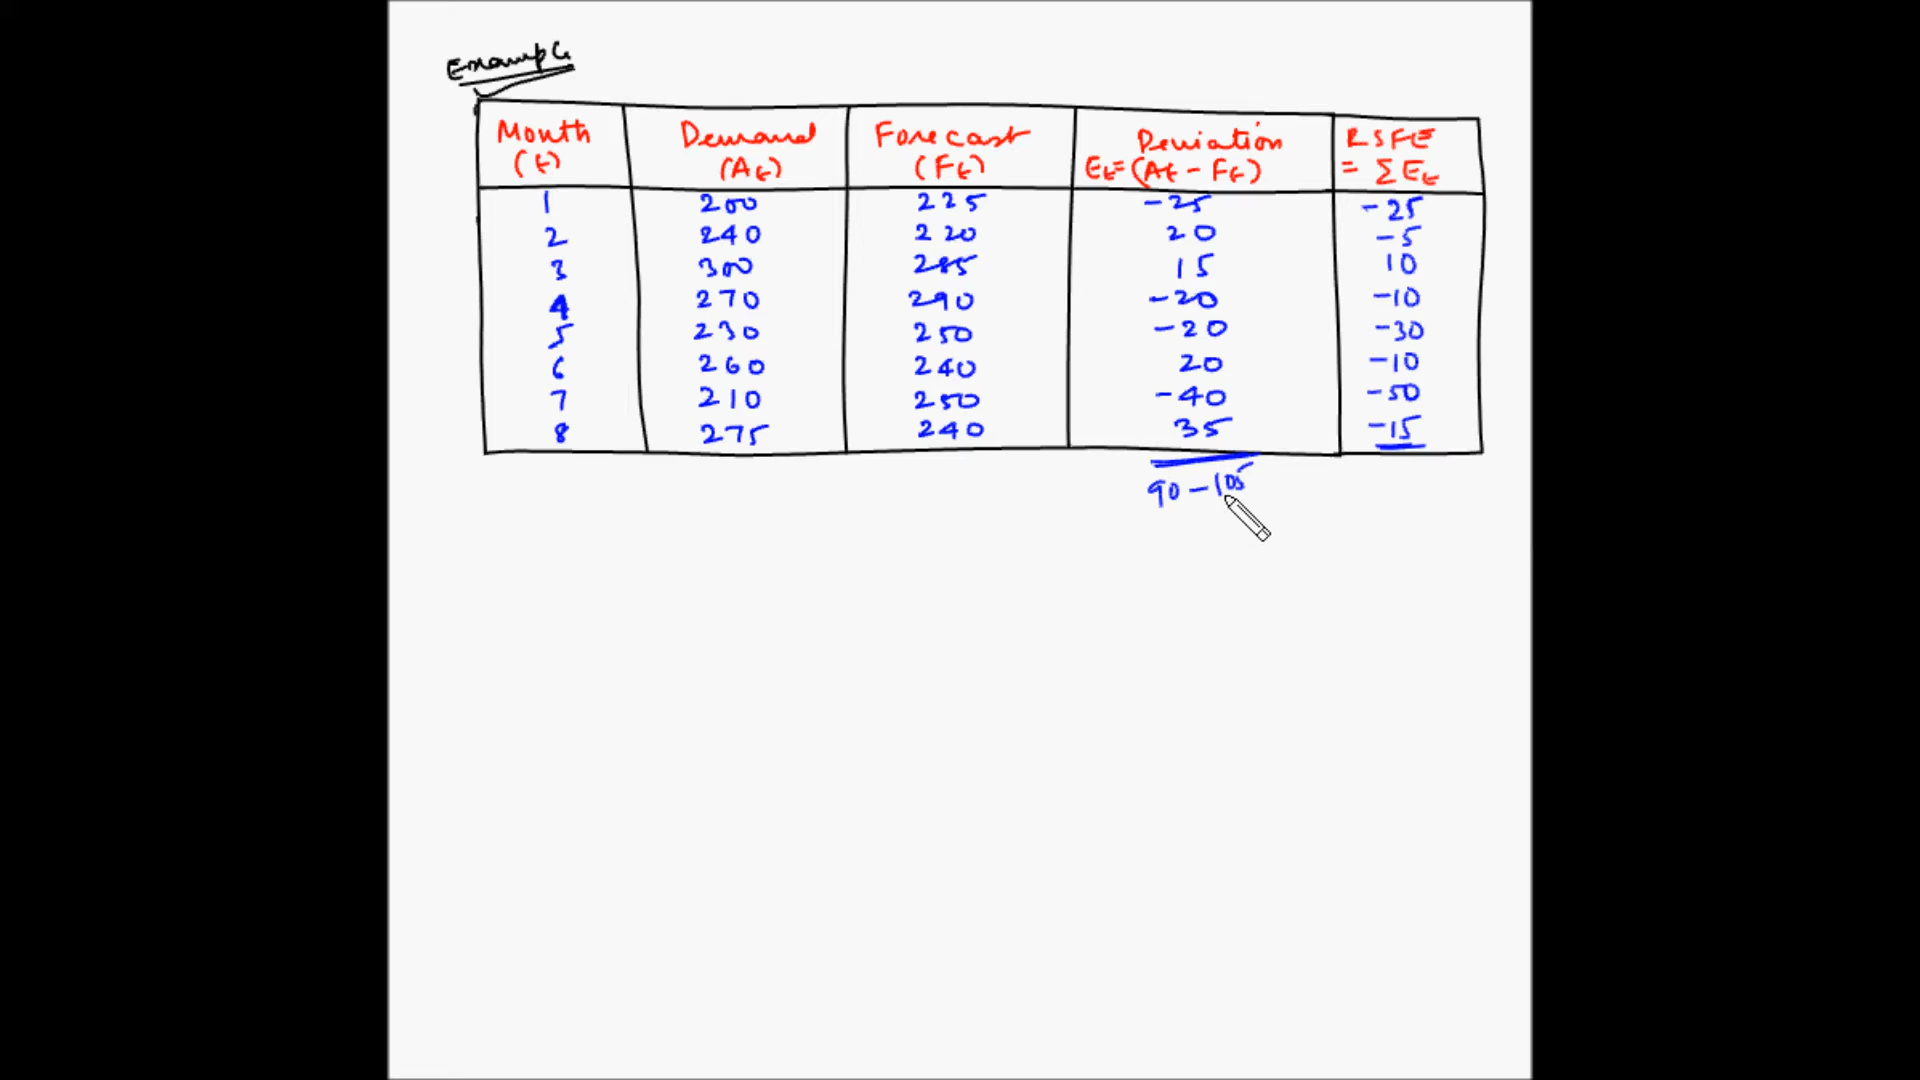 Example
Month Demand Forecast Deviation RSFE
(t) (At) (Ft) Et=(At - Ft) = ΣEt
1 200 225 -25 -25
2 240 220 20 -5
3 300 285 15 10
4 270 290 -20 -10
5 230 250 -20 -30
6 260 240 20 -10
7 210 250 -40 -50
8 275 240 35 -15
90-105